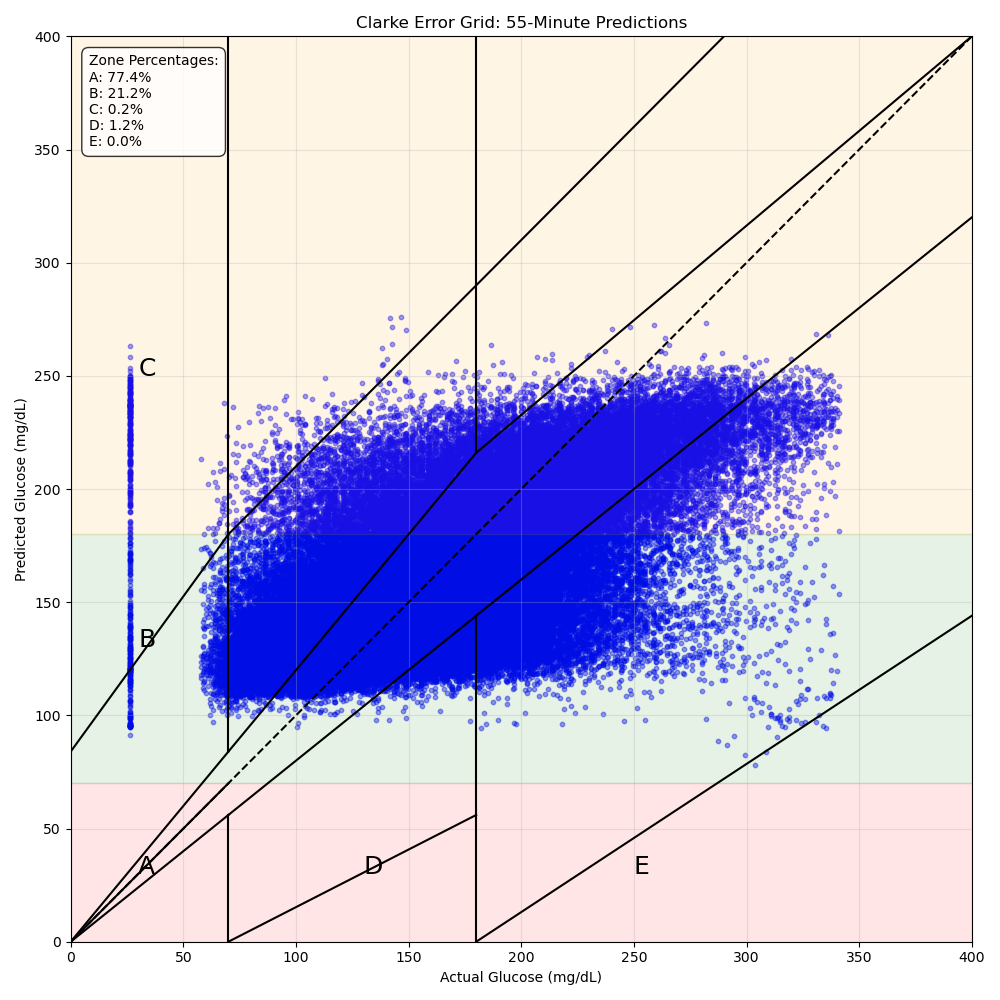 Clarke Error Grid: 55-Minute Predictions
Zone Percentages:
A: 77.4%
B: 21.2%
C: 0.2%
D: 1.2%
E: 0.0%
Predicted Glucose (mg/dL)
400
350
300
250
200
150
100
50
0
C
B
A
D
E
0
50
100
150
200
250
300
350
400
Actual Glucose (mg/dL)